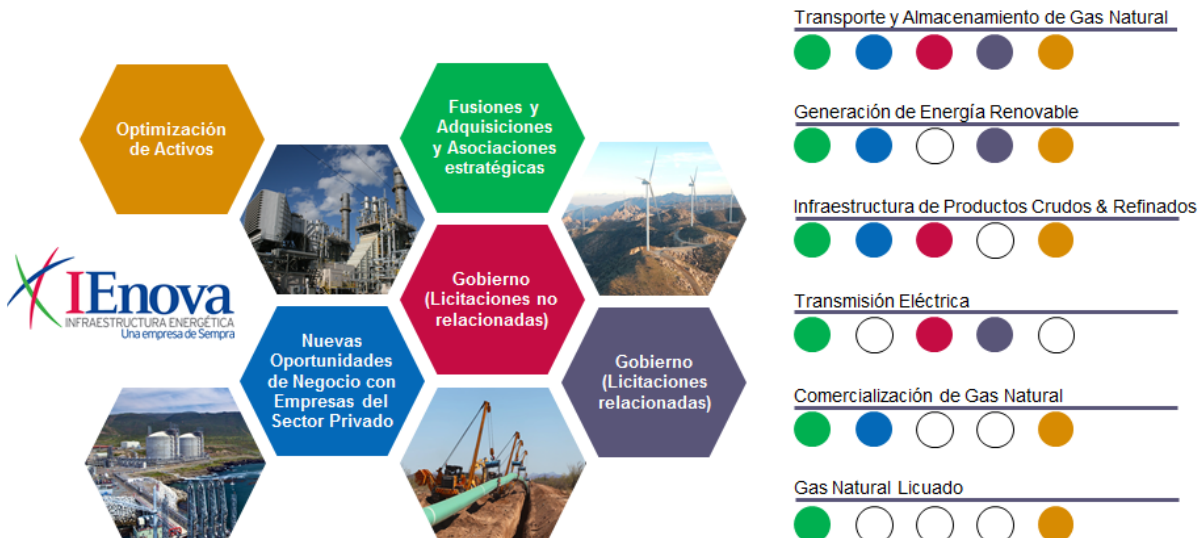 Optimización
de Activos
Fusiones y
Adquisiciones
y Asociaciones
estratégicas
IEnova
INFRAESTRUCTURA ENERGÉTICA
Una empresa de Sempra
Gobierno
(Licitaciones no
relacionadas)
Nuevas
Oportunidades
de Negocio con
Empresas del
Sector Privado
Gobierno
(Licitaciones
relacionadas)
Transporte y Almacenamiento de Gas Natural
Generación de Energía Renovable
Infraestructura de Productos Crudos & Refinados
Transmisión Eléctrica
Comercialización de Gas Natural
Gas Natural Licuado